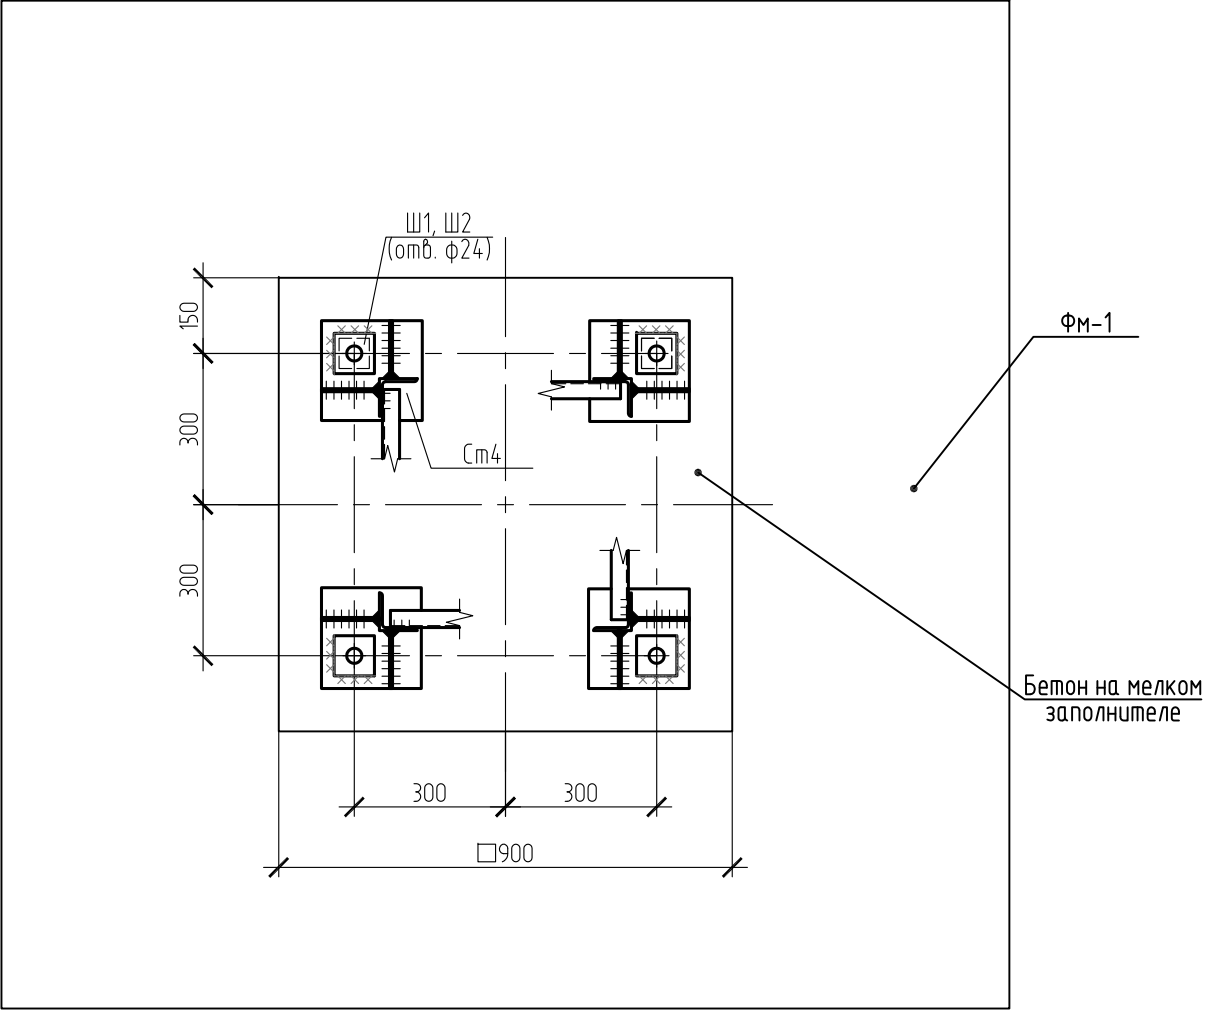 Ш1, Ш2
(отв. ф24)
150
Фм-1
300
Ст4
300
Бетон на мелком
заполнителе
300
300
□900